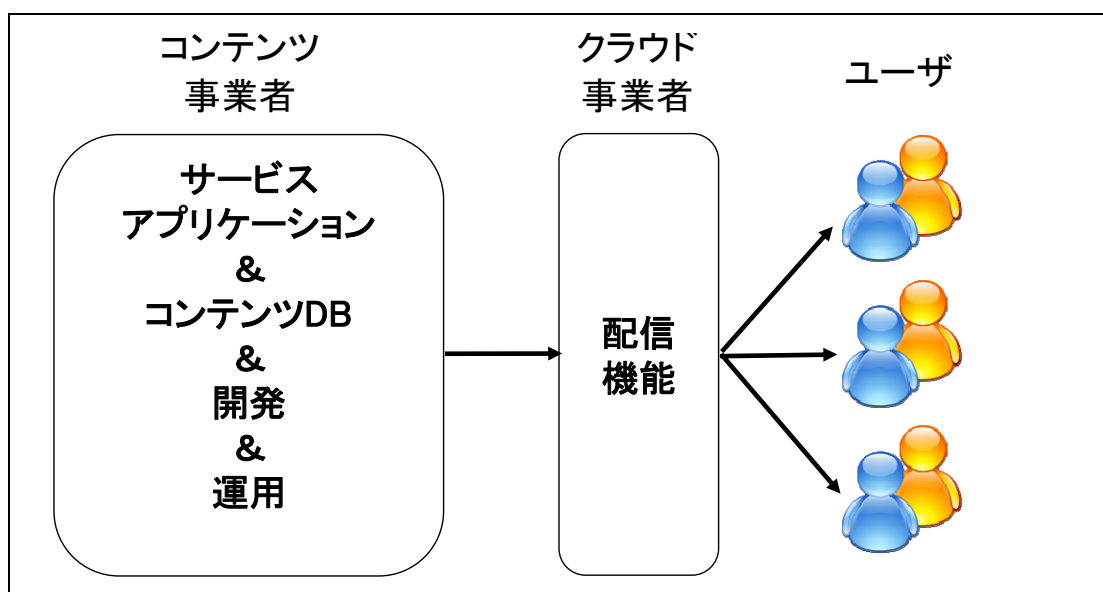 コンテンツ
事業者
クラウド
事業者
ユーザ
サービス
アプリケーション
&
コンテンツDB
&
開発
&
運用
配信
機能